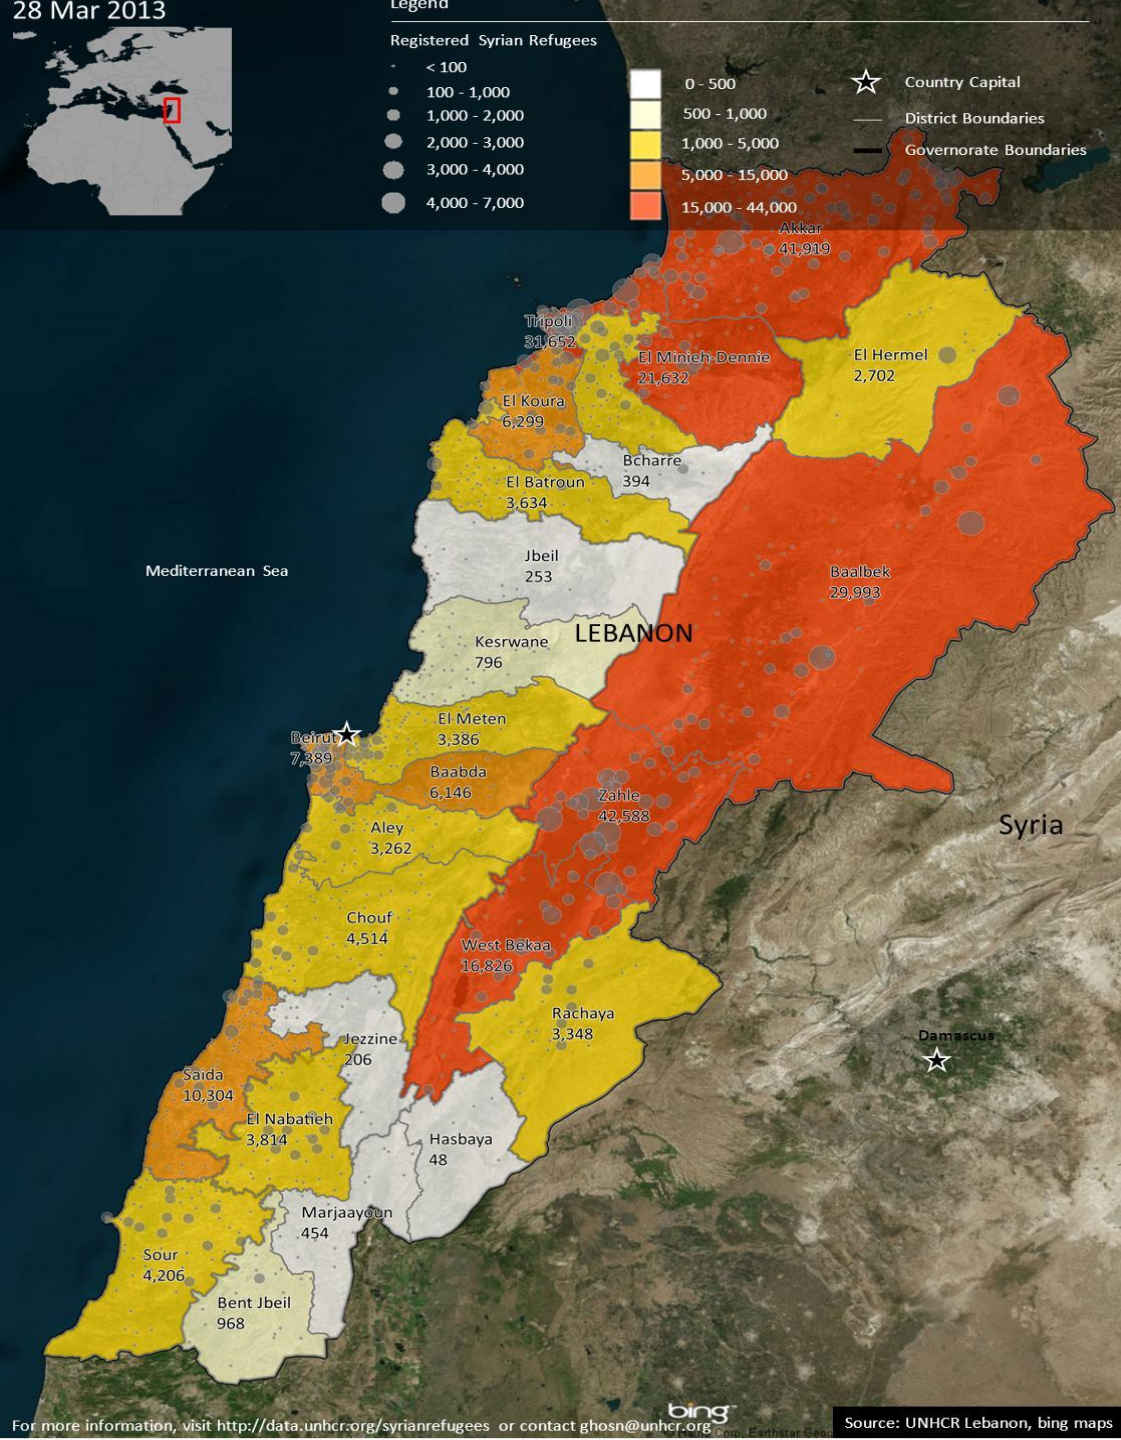 28 Mar 2013
Legend
Registered Syrian Refugees
< 100
100 - 1,000
1,000 - 2,000
2,000 - 3,000
3,000 - 4,000
4,000 - 7,000
0 - 500
500 - 1,000
1,000 - 5,000
5,000 - 15,000
15,000 - 44,000
Country Capital
District Boundaries
Governorate Boundaries
Akkar
41,919
Tripoli
31,652
El Minieh-Dennie
21,632
El Hermel
2,702
El Koura
6,299
Bcharre
394
El Batroun
3,634
Jbeil
253
Mediterranean Sea
Baalbek
29,993
Kesrwane
796
LEBANON
El Meten
3,386
Beirut
7,389
Baabda
6,146
Zahle
42,588
Aley
3,262
Syria
Chouf
4,514
West Bekaa
16,826
Rachaya
3,348
Jezzine
206
Damascus
Saida
10,304
El Nabatieh
3,814
Hasbaya
48
Marjaayoun
454
Sour
4,206
Bent Jbeil
968
bing
For more information, visit http://data.unhcr.org/syrianrefugees or contact ghosn@unhcr.org
Corp, Earthstar Geog
Source: UNHCR Lebanon, bing maps